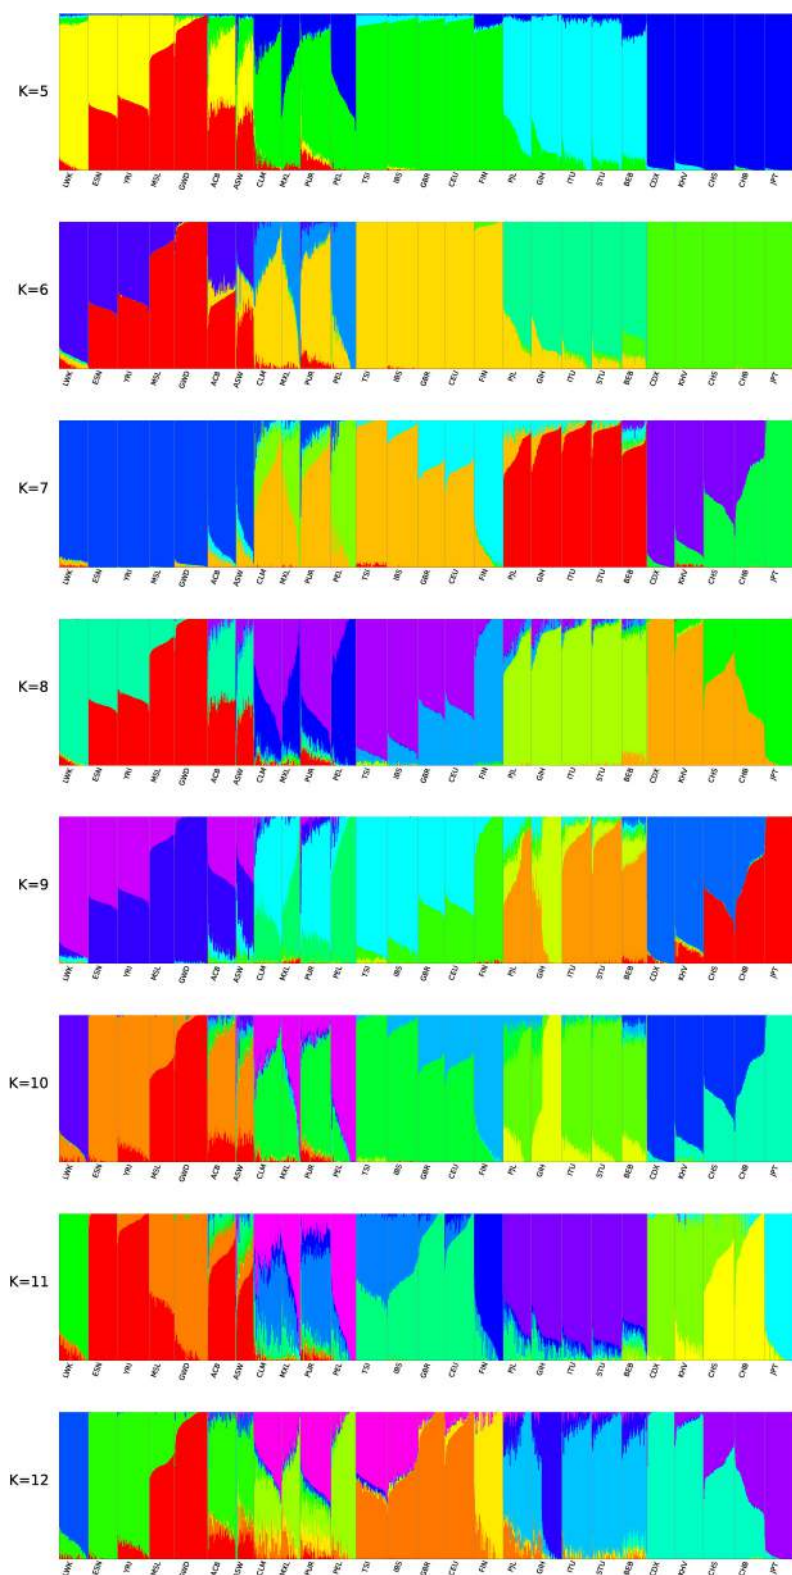 K=5
LWK ESN YRI MSL GWD ACB ASW CLM MXL PUR PEL TSI IBS GBR CEU FIN PJL GIH ITU STU BEB CDX KHV CHS CHB JPT
K=6
LWK ESN YRI MSL GWD ACB ASW CLM MXL PUR PEL TSI IBS GBR CEU FIN PJL GIH ITU STU BEB CDX KHV CHS CHB JPT
K=7
LWK ESN YRI MSL GWD ACB ASW CLM MXL PUR PEL TSI IBS GBR CEU FIN PJL GIH ITU STU BEB CDX KHV CHS CHB JPT
K=8
LWK ESN YRI MSL GWD ACB ASW CLM MXL PUR PEL TSI IBS GBR CEU FIN PJL GIH ITU STU BEB CDX KHV CHS CHB JPT
K=9
LWK ESN YRI MSL GWD ACB ASW CLM MXL PUR PEL TSI IBS GBR CEU FIN PJL GIH ITU STU BEB CDX KHV CHS CHB JPT
K=10
LWK ESN YRI MSL GWD ACB ASW CLM MXL PUR PEL TSI IBS GBR CEU FIN PJL GIH ITU STU BEB CDX KHV CHS CHB JPT
K=11
LWK ESN YRI MSL GWD ACB ASW CLM MXL PUR PEL TSI IBS GBR CEU FIN PJL GIH ITU STU BEB CDX KHV CHS CHB JPT
K=12
LWK ESN YRI MSL GWD ACB ASW CLM MXL PUR PEL TSI IBS GBR CEU FIN PJL GIH ITU STU BEB CDX KHV CHS CHB JPT